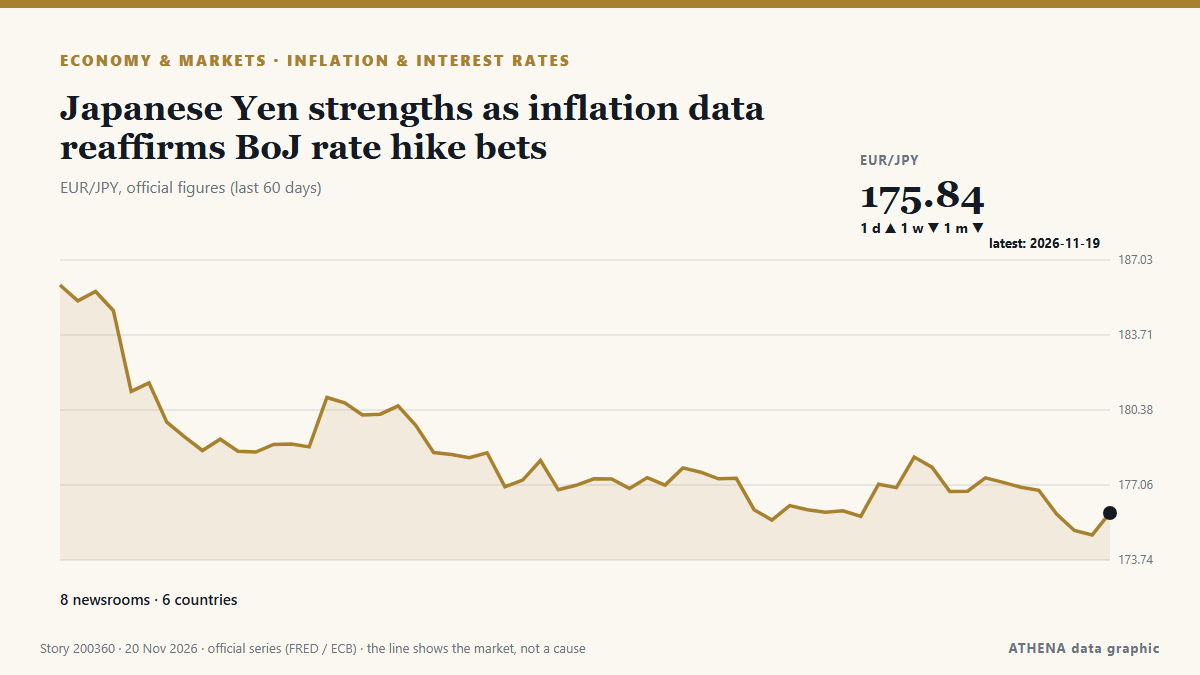 ECONOMY & MARKETS · INFLATION & INTEREST RATES
Japanese Yen strengths as inflation data
reaffirms BoJ rate hike bets
EUR/JPY, official figures (last 60 days)
EUR/JPY
175.84
1 d ▲ 1 w ▼ 1 m ▼
latest: 2026-11-19
187.03
183.71
180.38
177.06
173.74
8 newsrooms · 6 countries
Story 200360 · 20 Nov 2026 · official series (FRED / ECB) · the line shows the market, not a cause
ATHENA data graphic